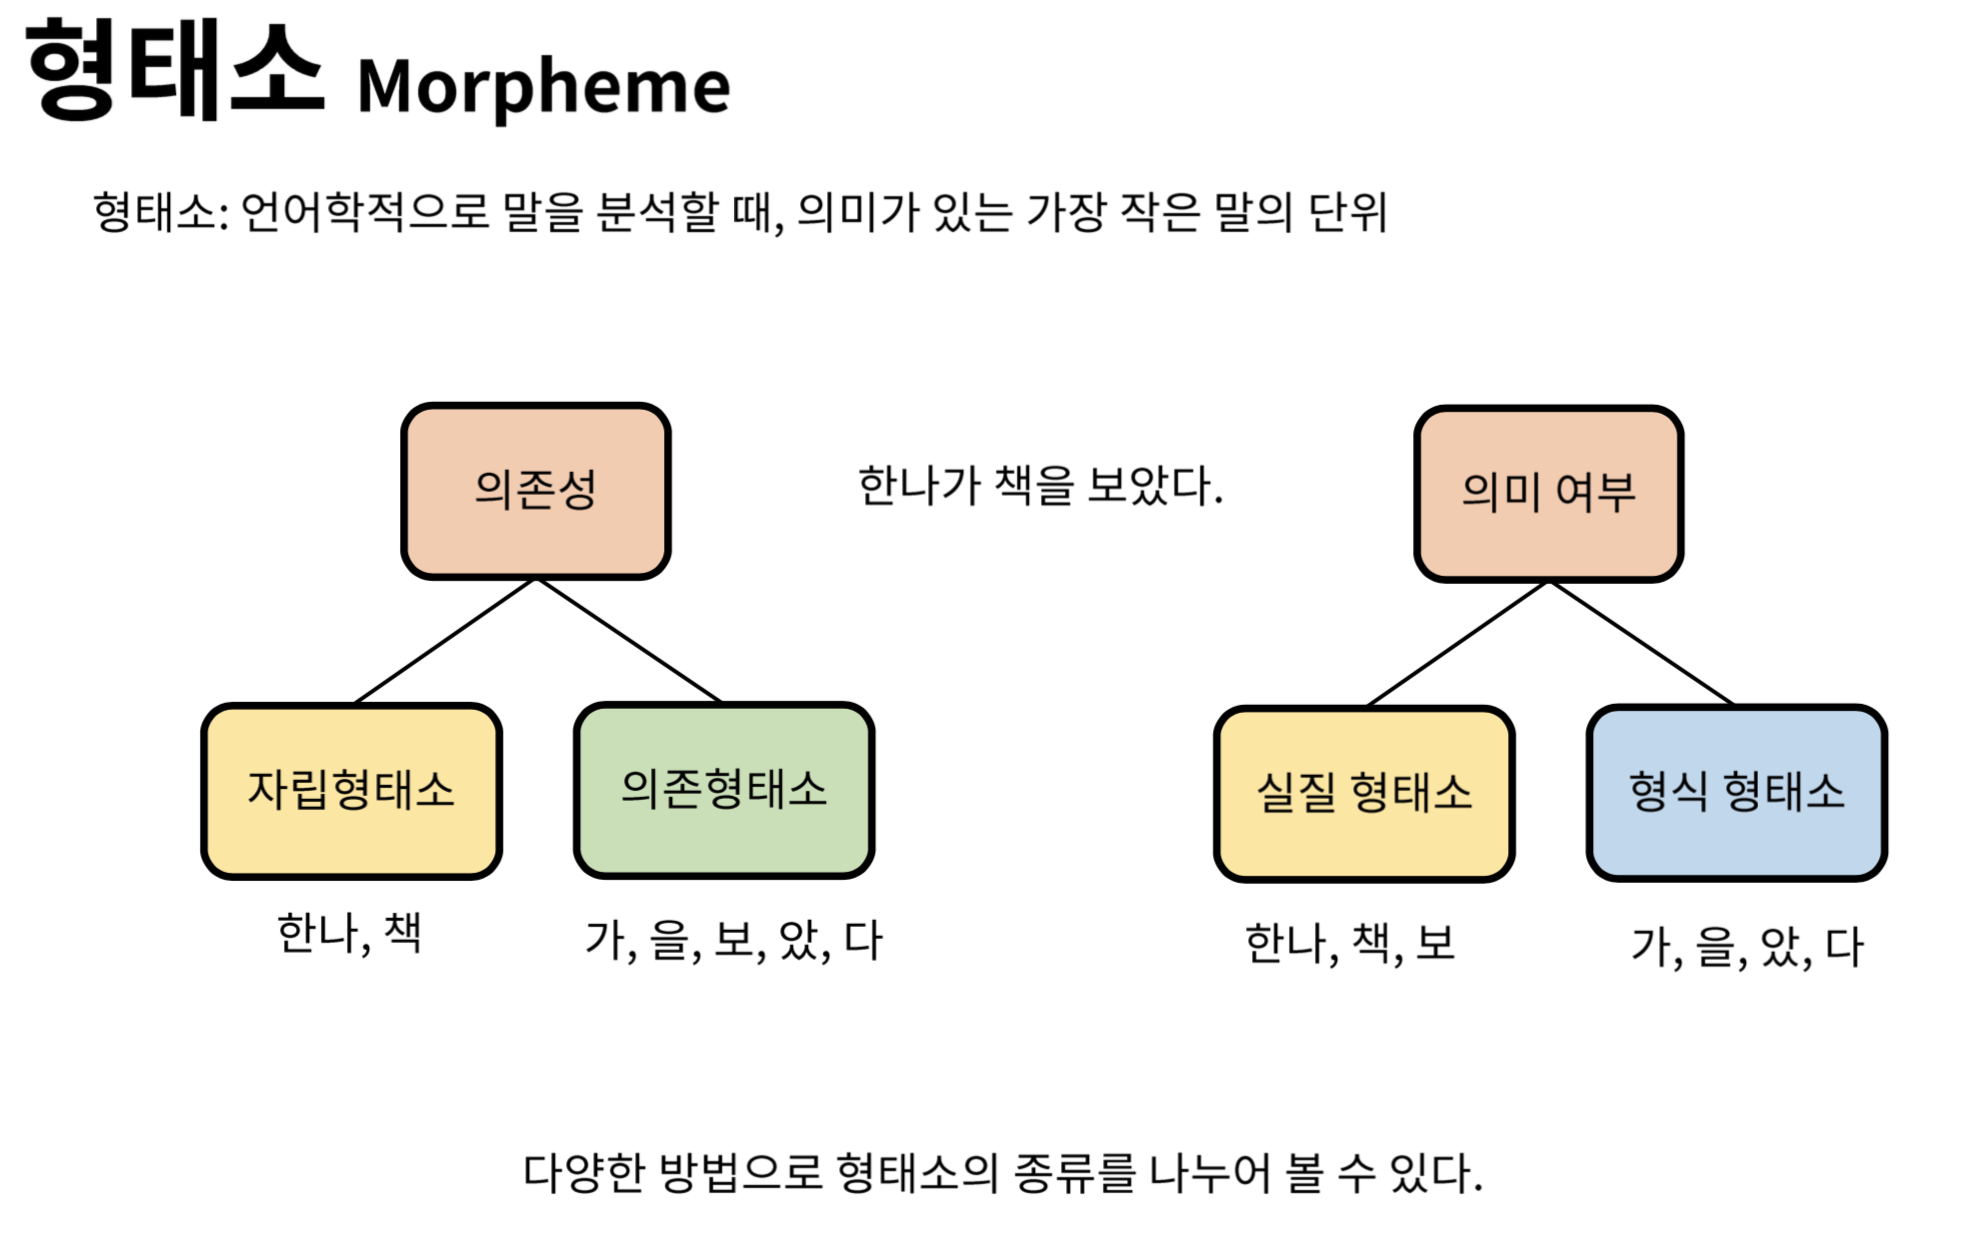 형태소 Morpheme
형태소: 언어학적으로 말을 분석할 때, 의미가 있는 가장 작은 말의 단위
의존성
한나가 책을 보았다.
의미 여부
자립형태소
의존형태소
실질 형태소
형식 형태소
한나, 책
가, 을, 보, 았, 다
한나, 책, 보
가, 을, 았, 다
다양한 방법으로 형태소의 종류를 나누어 볼 수 있다.